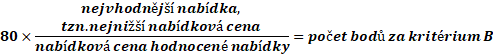 nejvhodnější nabídka,
tzn.nejnižší nabídková cena
80 × ―――――――――― = počet bodů za kritérium B
nabídková cena hodnocené nabídky